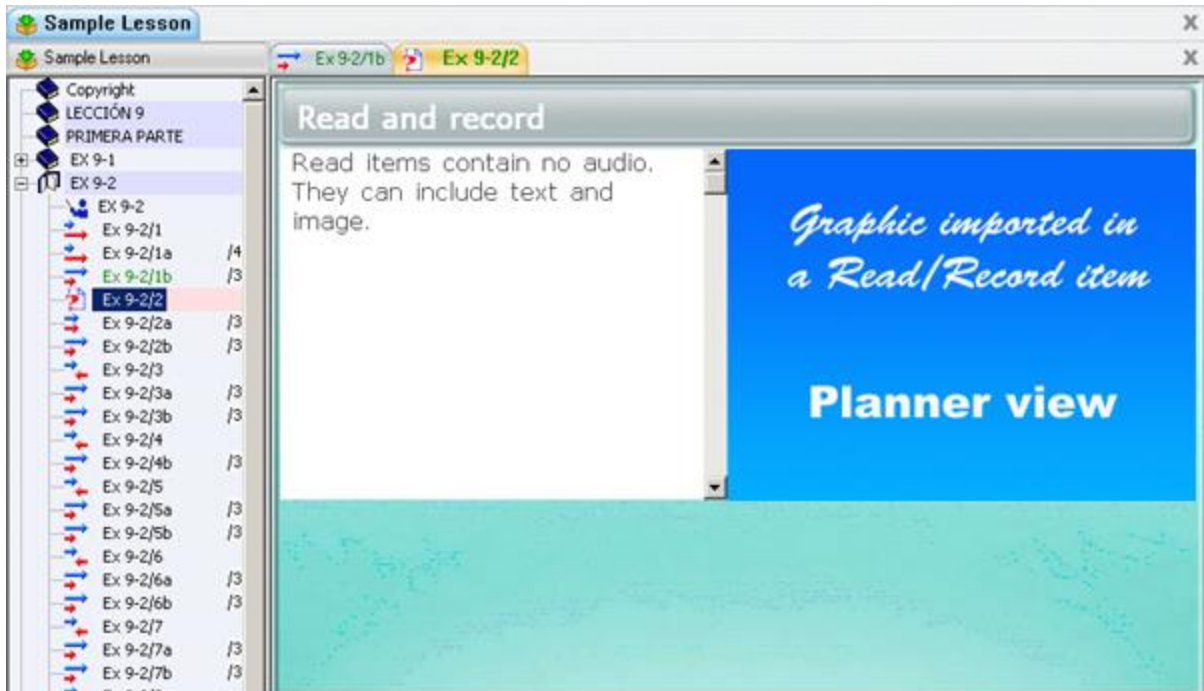 Sample Lesson
Sample Lesson
Ex 9-2/1b
Ex 9-2/2
Copyright
LECCIÓN 9
PRIMERA PARTE
EX 9-1
EX 9-2
EX 9-2
Ex 9-2/1
Ex 9-2/1a /4
Ex 9-2/1b /3
Ex 9-2/2
Ex 9-2/2a /3
Ex 9-2/2b /3
Ex 9-2/3
Ex 9-2/3a /3
Ex 9-2/3b /3
Ex 9-2/4
Ex 9-2/4b /3
Ex 9-2/5
Ex 9-2/5a /3
Ex 9-2/5b /3
Ex 9-2/6
Ex 9-2/6a /3
Ex 9-2/6b /3
Ex 9-2/7
Ex 9-2/7a /3
Ex 9-2/7b /3
Read and record
Read items contain no audio.
They can include text and
image.
Graphic imported in
a Read/Record item
Planner view